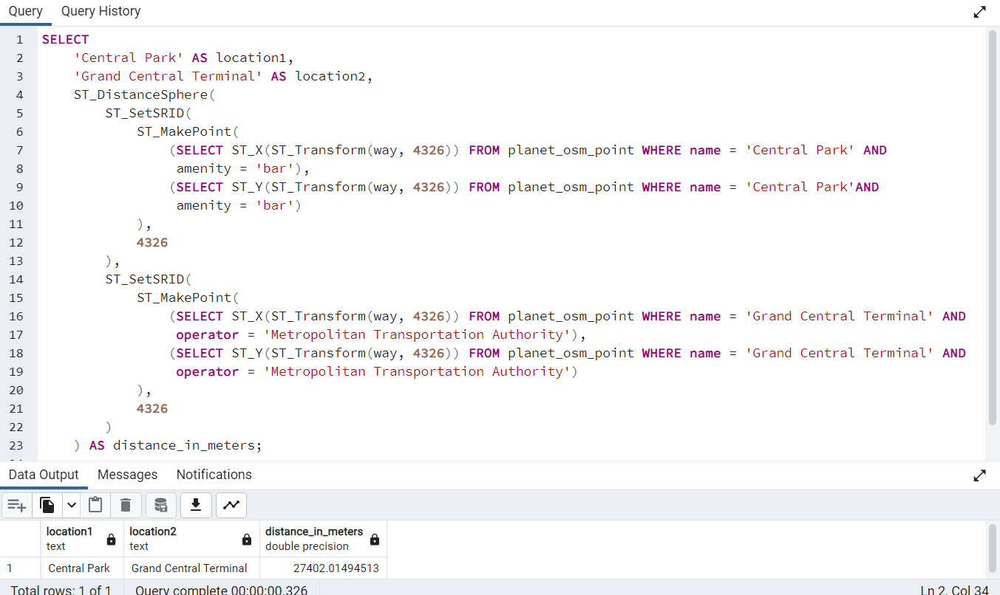 Query Query History
1 SELECT
2 'Central Park' AS location1,
3 'Grand Central Terminal' AS location2,
4 ST_DistanceSphere(
5 ST_SetSRID(
6 ST_MakePoint(
7 (SELECT ST_X(ST_Transform(way, 4326)) FROM planet_osm_point WHERE name = 'Central Park' AND
8 amenity = 'bar'),
9 (SELECT ST_Y(ST_Transform(way, 4326)) FROM planet_osm_point WHERE name = 'Central Park'AND
10 amenity = 'bar')
11 ),
12 4326
13 ),
14 ST_SetSRID(
15 ST_MakePoint(
16 (SELECT ST_X(ST_Transform(way, 4326)) FROM planet_osm_point WHERE name = 'Grand Central Terminal' AND
17 operator = 'Metropolitan Transportation Authority'),
18 (SELECT ST_Y(ST_Transform(way, 4326)) FROM planet_osm_point WHERE name = 'Grand Central Terminal' AND
19 operator = 'Metropolitan Transportation Authority')
20 ),
21 4326
22 )
23 ) AS distance_in_meters;
Data Output Messages Notifications
location1 location2 distance_in_meters
text text double precision
1 Central Park Grand Central Terminal 27402.01494513
Total rows: 1 of 1 Query complete 00:00:00.326 Ln 2, Col 34